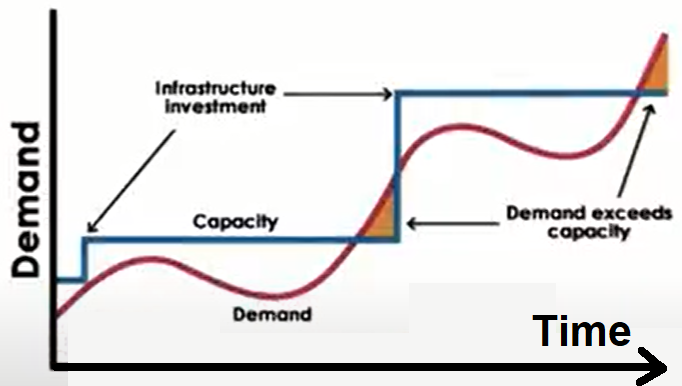 Demand
Infrastructure
investment
Capacity
Demand exceeds
capacity
Demand
Time